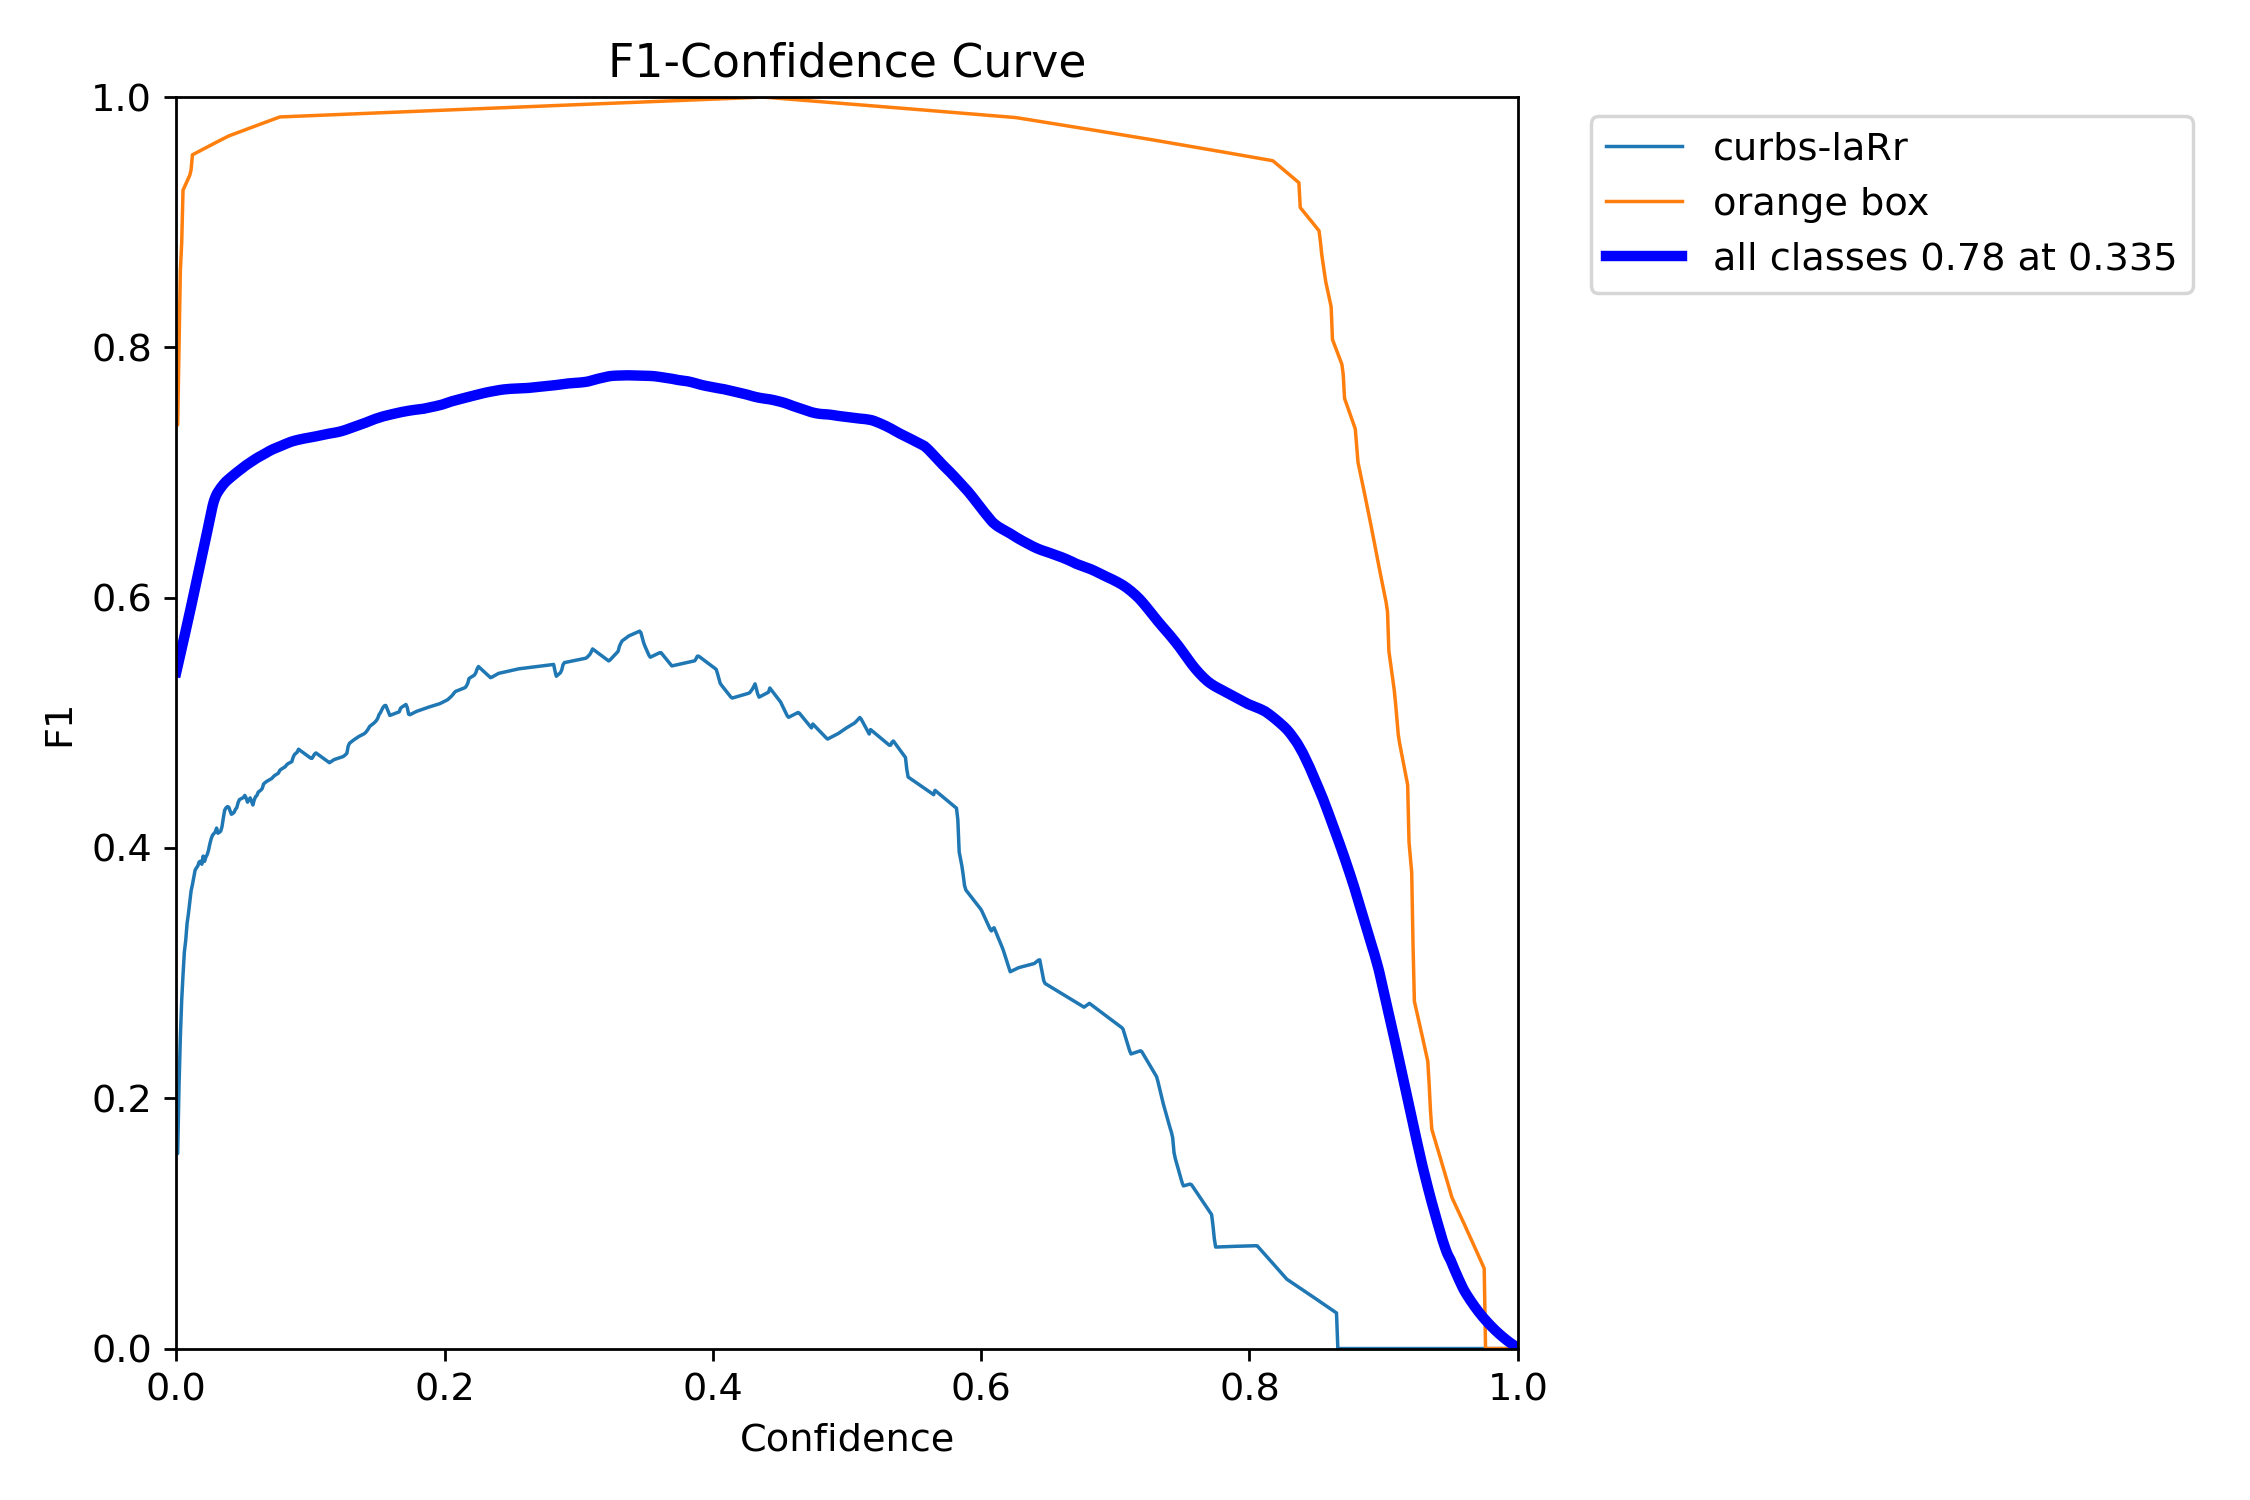 F1-Confidence Curve
1.0
0.8
0.6
0.4
0.2
0.0
F1
0.0 0.2 0.4 0.6 0.8 1.0
Confidence
curbs-laRr
orange box
all classes 0.78 at 0.335